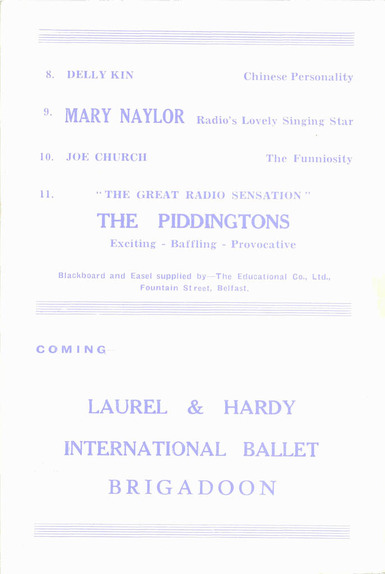 8. DELLY KIN Chinese Personality
9. MARY NAYLOR Radio's Lovely Singing Star
10. JOE CHURCH The Funniosity
11. "THE GREAT RADIO SENSATION"
THE PIDDINGTONS
Exciting - Baffling - Provocative
Blackboard and Easel supplied by—The Educational Co., Ltd.,
Fountain Street, Belfast.
COMING—
LAUREL & HARDY
INTERNATIONAL BALLET
BRIGADOON